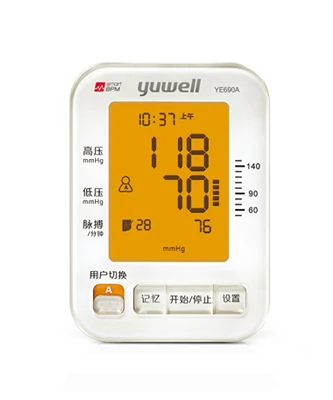 smart
BPM
yuwell
YE690A
10:37 上午
高压
mmHg
118
140
低压
mmHg
70
90
60
脉搏
/分钟
28
76
mmHg
用户切换
A
记忆
开始/停止
设置